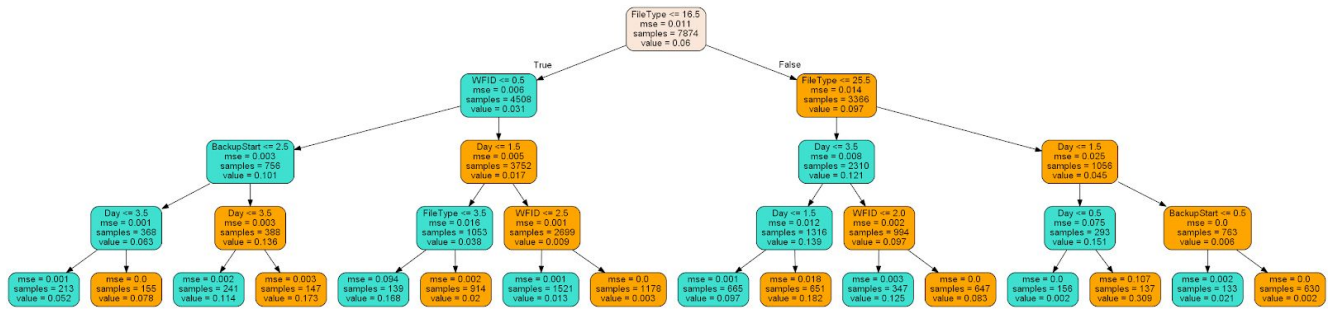 FileType <= 16.5
mse = 0.011
samples = 7874
value = 0.06
True
False
WFID <= 0.5
mse = 0.006
samples = 4508
value = 0.031
FileType <= 25.5
mse = 0.014
samples = 3366
value = 0.097
BackupStart <= 2.5
mse = 0.003
samples = 756
value = 0.101
Day <= 1.5
mse = 0.005
samples = 3752
value = 0.017
Day <= 3.5
mse = 0.008
samples = 2310
value = 0.121
Day <= 1.5
mse = 0.025
samples = 1056
value = 0.045
Day <= 3.5
mse = 0.001
samples = 368
value = 0.063
Day <= 3.5
mse = 0.003
samples = 388
value = 0.136
FileType <= 3.5
mse = 0.016
samples = 1053
value = 0.038
WFID <= 2.5
mse = 0.001
samples = 2699
value = 0.009
Day <= 1.5
mse = 0.012
samples = 1316
value = 0.139
WFID <= 2.0
mse = 0.002
samples = 994
value = 0.097
Day <= 0.5
mse = 0.075
samples = 293
value = 0.151
BackupStart <= 0.5
mse = 0.0
samples = 763
value = 0.006
mse = 0.001
samples = 213
value = 0.052
mse = 0.0
samples = 155
value = 0.078
mse = 0.002
samples = 241
value = 0.114
mse = 0.003
samples = 147
value = 0.173
mse = 0.094
samples = 139
value = 0.168
mse = 0.002
samples = 914
value = 0.02
mse = 0.001
samples = 1521
value = 0.013
mse = 0.0
samples = 1178
value = 0.003
mse = 0.001
samples = 665
value = 0.097
mse = 0.018
samples = 651
value = 0.182
mse = 0.003
samples = 347
value = 0.125
mse = 0.0
samples = 647
value = 0.083
mse = 0.0
samples = 156
value = 0.002
mse = 0.107
samples = 137
value = 0.309
mse = 0.002
samples = 133
value = 0.021
mse = 0.0
samples = 630
value = 0.002